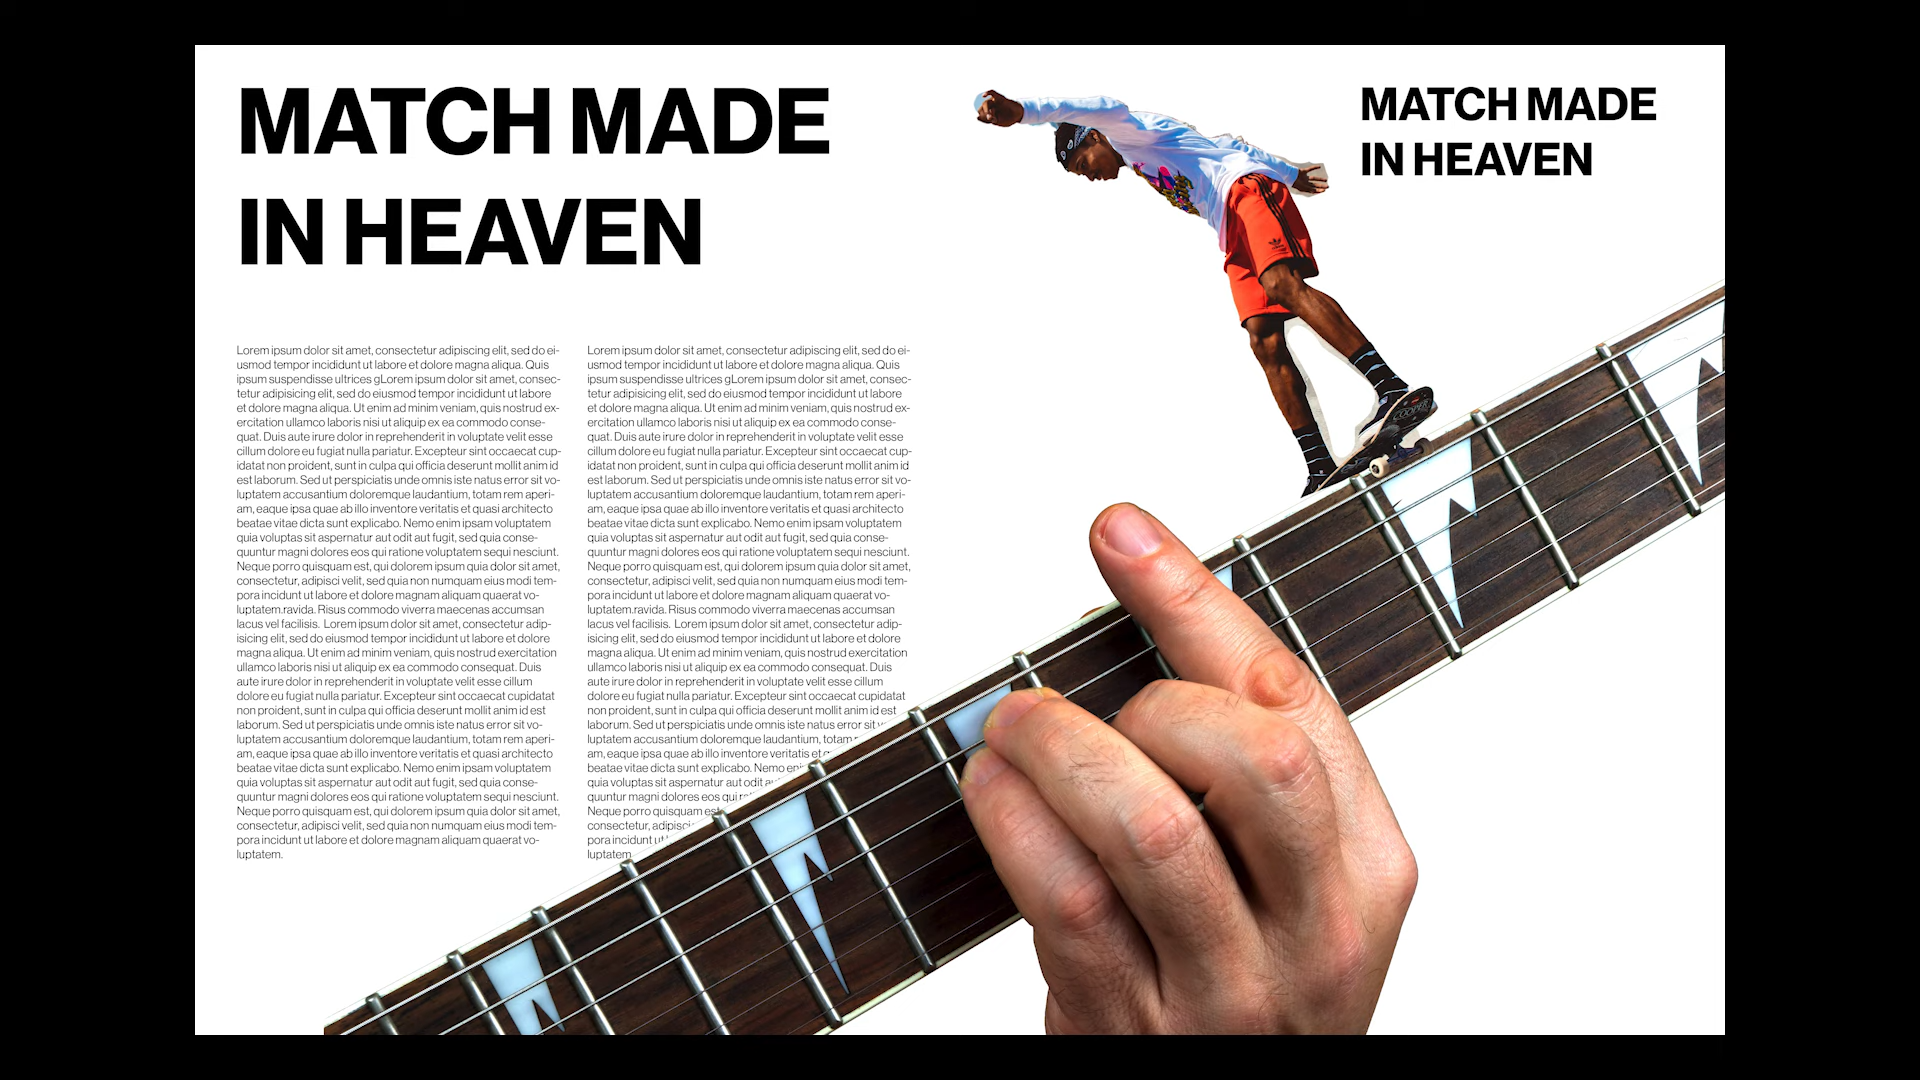 MATCH MADE
IN HEAVEN
Lorem ipsum dolor sit amet, consectetur adipiscing elit, sed do ei-
usmod tempor incididunt ut labore et dolore magna aliqua. Quis
ipsum suspendisse ultrices gLorem ipsum dolor sit amet, consec-
tetur adipisicing elit, sed do eiusmod tempor incididunt ut labore
et dolore magna aliqua. Ut enim ad minim veniam, quis nostrud ex-
ercitation ullamco laboris nisi ut aliquip ex ea commodo conse-
quat. Duis aute irure dolor in reprehenderit in voluptate velit esse
cillum dolore eu fugiat nulla pariatur. Excepteur sint occaecat cup-
idatat non proident, sunt in culpa qui officia deserunt mollit anim id
est laborum. Sed ut perspiciatis unde omnis iste natus error sit vo-
luptatem accusantium doloremque laudantium, totam rem aperi-
am, eaque ipsa quae ab illo inventore veritatis et quasi architecto
beatae vitae dicta sunt explicabo. Nemo enim ipsam voluptatem
quia voluptas sit aspernatur aut odit aut fugit, sed quia conse-
quuntur magni dolores eos qui ratione voluptatem sequi nesciunt.
Neque porro quisquam est, qui dolorem ipsum quia dolor sit amet,
consectetur, adipisci velit, sed quia non numquam eius modi tem-
pora incidunt ut labore et dolore magnam aliquam quaerat vo-
luptatem.ravida. Risus commodo viverra maecenas accumsan
lacus vel facilisis. Lorem ipsum dolor sit amet, consectetur adip-
isicing elit, sed do eiusmod tempor incididunt ut labore et dolore
magna aliqua. Ut enim ad minim veniam, quis nostrud exercitation
ullamco laboris nisi ut aliquip ex ea commodo consequat. Duis
aute irure dolor in reprehenderit in voluptate velit esse cillum
dolore eu fugiat nulla pariatur. Excepteur sint occaecat cupidatat
non proident, sunt in culpa qui officia deserunt mollit anim id est
laborum. Sed ut perspiciatis unde omnis iste natus error sit vo-
luptatem accusantium doloremque laudantium, totam rem aperi-
am, eaque ipsa quae ab illo inventore veritatis et quasi architecto
beatae vitae dicta sunt explicabo. Nemo enim ipsam voluptatem
quia voluptas sit aspernatur aut odit aut fugit, sed quia conse-
quuntur magni dolores eos qui ratione voluptatem sequi nesciunt.
Neque porro quisquam est, qui dolorem ipsum quia dolor sit amet,
consectetur, adipisci velit, sed quia non numquam eius modi tem-
pora incidunt ut labore et dolore magnam aliquam quaerat vo-
luptatem.
Lorem ipsum dolor sit amet, consectetur adipiscing elit, sed do ei-
usmod tempor incididunt ut labore et dolore magna aliqua. Quis
ipsum suspendisse ultrices gLorem ipsum dolor sit amet, consec-
tetur adipisicing elit, sed do eiusmod tempor incididunt ut labore
et dolore magna aliqua. Ut enim ad minim veniam, quis nostrud ex-
ercitation ullamco laboris nisi ut aliquip ex ea commodo conse-
quat. Duis aute irure dolor in reprehenderit in voluptate velit esse
cillum dolore eu fugiat nulla pariatur. Excepteur sint occaecat cup-
idatat non proident, sunt in culpa qui officia deserunt mollit anim id
est laborum. Sed ut perspiciatis unde omnis iste natus error sit vo-
luptatem accusantium doloremque laudantium, totam rem aperi-
am, eaque ipsa quae ab illo inventore veritatis et quasi architecto
beatae vitae dicta sunt explicabo. Nemo enim ipsam voluptatem
quia voluptas sit aspernatur aut odit aut fugit, sed quia conse-
quuntur magni dolores eos qui ratione voluptatem sequi nesciunt.
Neque porro quisquam est, qui dolorem ipsum quia dolor sit amet,
consectetur, adipisci velit, sed quia non numquam eius modi tem-
pora incidunt ut labore et dolore magnam aliquam quaerat vo-
luptatem.ravida. Risus commodo viverra maecenas accumsan
lacus vel facilisis. Lorem ipsum dolor sit amet, consectetur adip-
isicing elit, sed do eiusmod tempor incididunt ut labore et dolore
magna aliqua. Ut enim ad minim veniam, quis nostrud exercitation
ullamco laboris nisi ut aliquip ex ea commodo consequat. Duis
aute irure dolor in reprehenderit in voluptate velit esse cillum
dolore eu fugiat nulla pariatur. Excepteur sint occaecat cupidatat
non proident, sunt in culpa qui officia deserunt mollit anim id est
laborum. Sed ut perspiciatis unde omnis iste natus error sit
luptatem accusantium doloremque laudantium, totam
am, eaque ipsa quae ab illo inventore veritatis et
beatae vitae dicta sunt explicabo. Nemo
quia voluptas sit aspernatur aut odit
quuntur magni dolores eos qui
Neque porro quisquam est
consectetur,
pora incidunt
luptatem
MATCH MADE
IN HEAVEN
COOPER